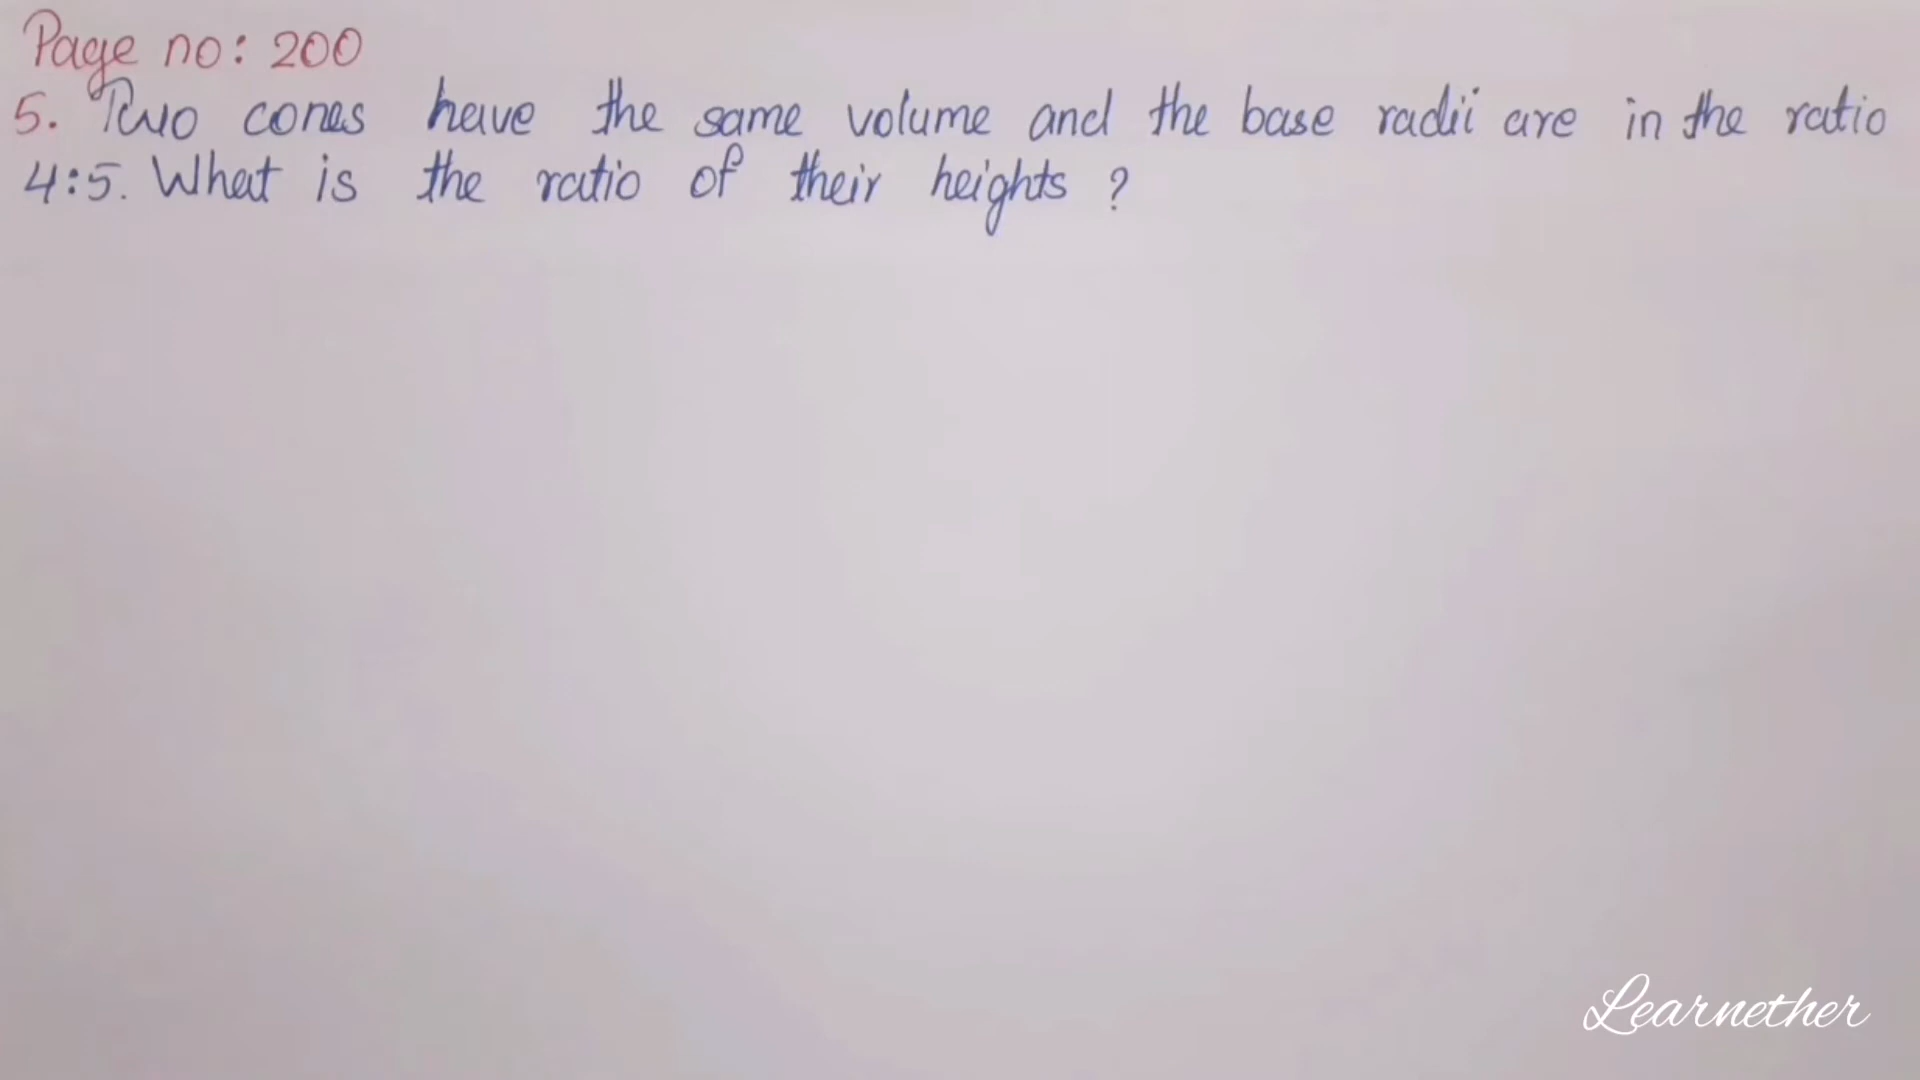 Page no: 200
5. Two cones have the same volume and the base radii are in the ratio
4:5. What is the ratio of their heights ?
Learnether